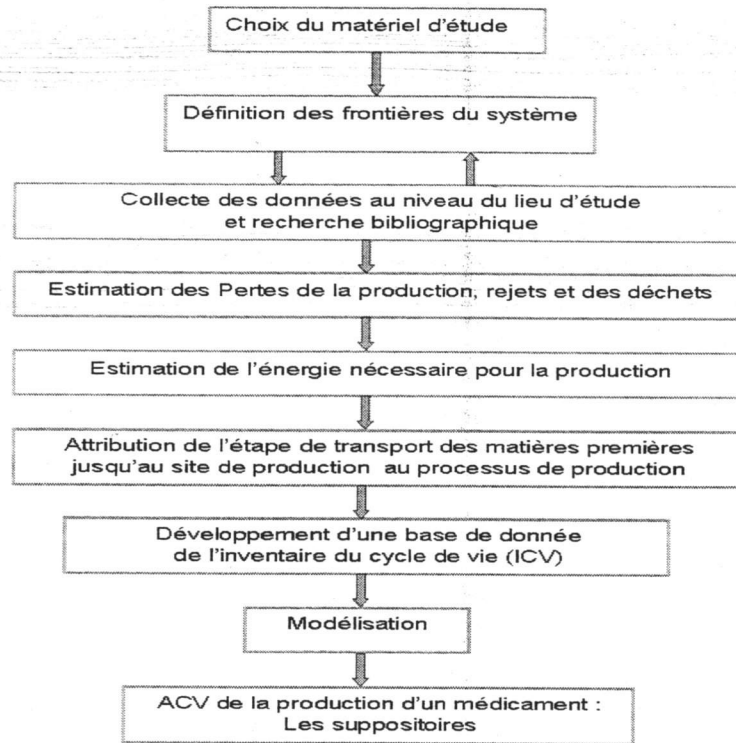 Choix du matériel d'étude
Définition des frontières du système
Collecte des données au niveau du lieu d'étude
et recherche bibliographique
Estimation des Pertes de la production, rejets et des déchets
Estimation de l'énergie nécessaire pour la production
Attribution de l'étape de transport des matières premières
jusqu'au site de production au processus de production
Développement d'une base de donnée
de l'inventaire du cycle de vie (ICV)
Modélisation
ACV de la production d'un médicament :
Les suppositoires